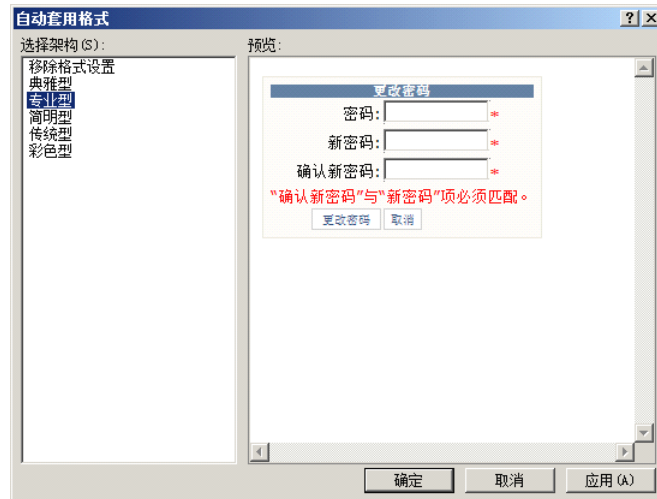 自动套用格式
选择架构(S):
移除格式设置
典雅型
专业型
简明型
传统型
彩色型
预览:
更改密码
密码:*
新密码:*
确认新密码:*
“确认新密码”与“新密码”项必须匹配。
更改密码 取消
确定 取消 应用(A)